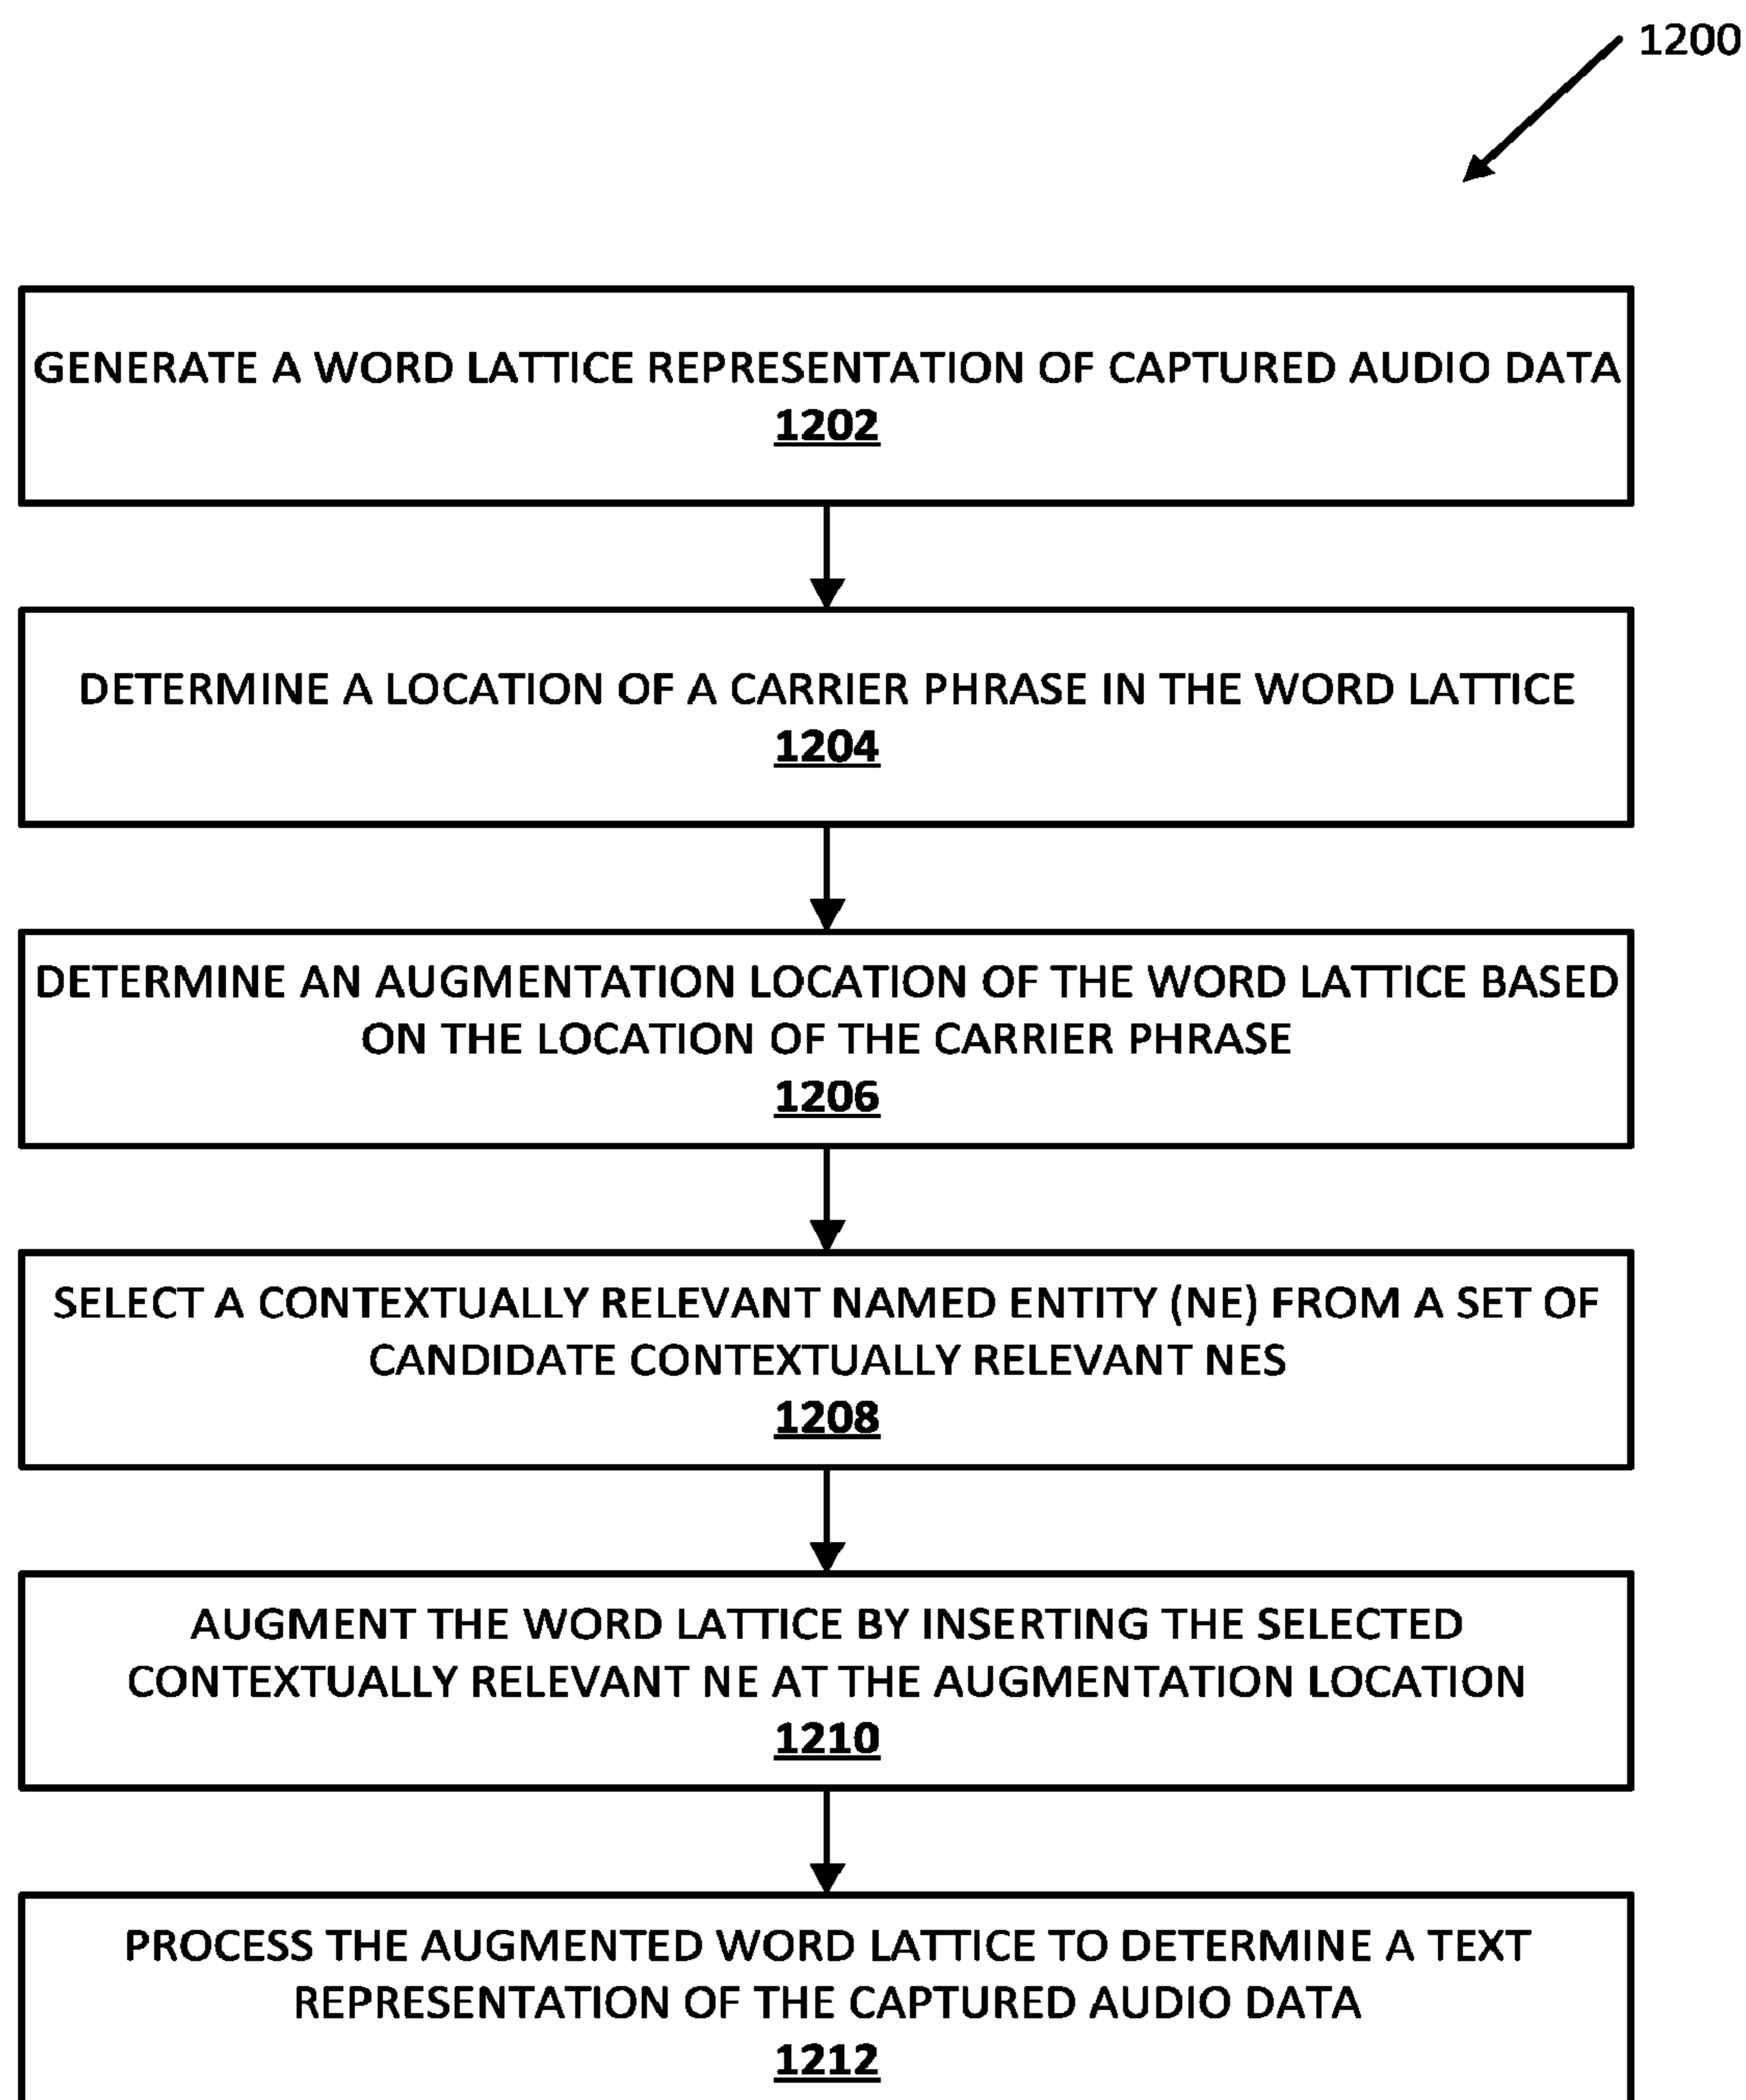 1200
GENERATE A WORD LATTICE REPRESENTATION OF CAPTURED AUDIO DATA
1202
DETERMINE A LOCATION OF A CARRIER PHRASE IN THE WORD LATTICE
1204
DETERMINE AN AUGMENTATION LOCATION OF THE WORD LATTICE BASED
ON THE LOCATION OF THE CARRIER PHRASE
1206
SELECT A CONTEXTUALLY RELEVANT NAMED ENTITY (NE) FROM A SET OF
CANDIDATE CONTEXTUALLY RELEVANT NES
1208
AUGMENT THE WORD LATTICE BY INSERTING THE SELECTED
CONTEXTUALLY RELEVANT NE AT THE AUGMENTATION LOCATION
1210
PROCESS THE AUGMENTED WORD LATTICE TO DETERMINE A TEXT
REPRESENTATION OF THE CAPTURED AUDIO DATA
1212